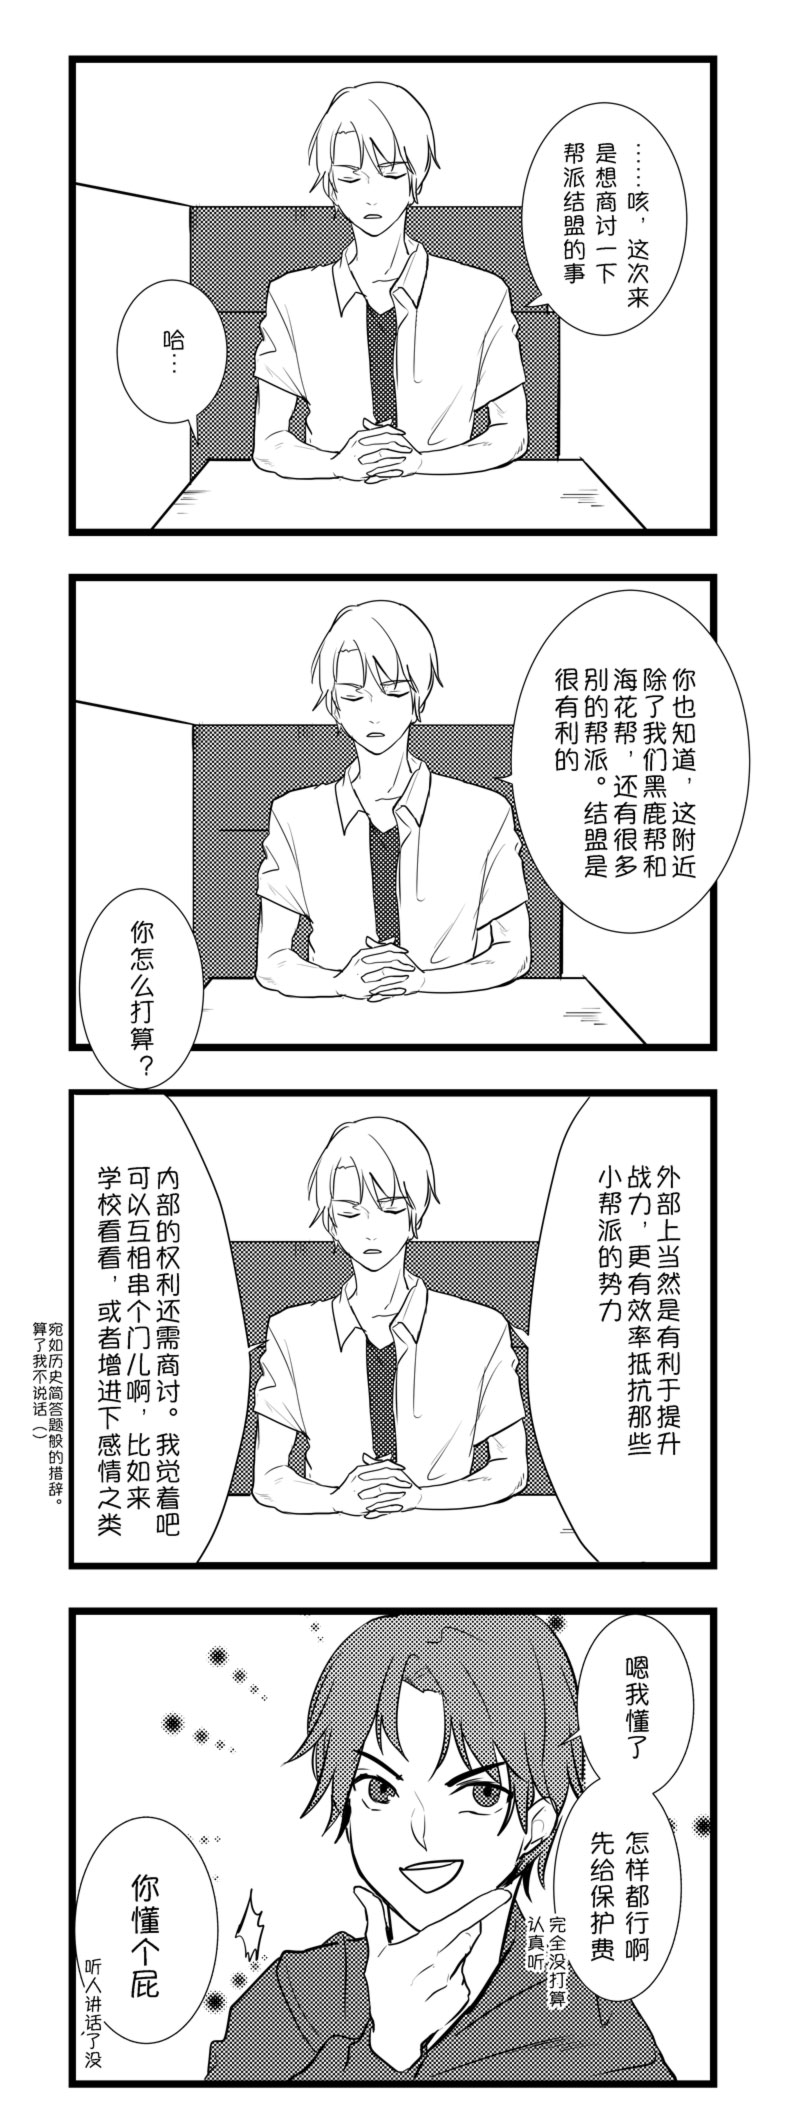 ……咳，这次来
是想商讨一下
帮派结盟的事
哈…
你也知道，这附近
除了我们黑鹿帮和
海花帮，还有很多
别的帮派。结盟是
很有利的
你怎么打算？
外部上当然是有利于提升
战力，更有效率抵抗那些
小帮派的势力
内部的权利还需商讨。我觉着吧
可以互相串个门儿啊，比如来
学校看看，或者增进下感情之类
宛如历史简答题般的措辞。
算了我不说话（）
嗯我懂了
怎样都行啊
先给保护费
完全没打算
认真听
你懂个屁
听人讲话了没